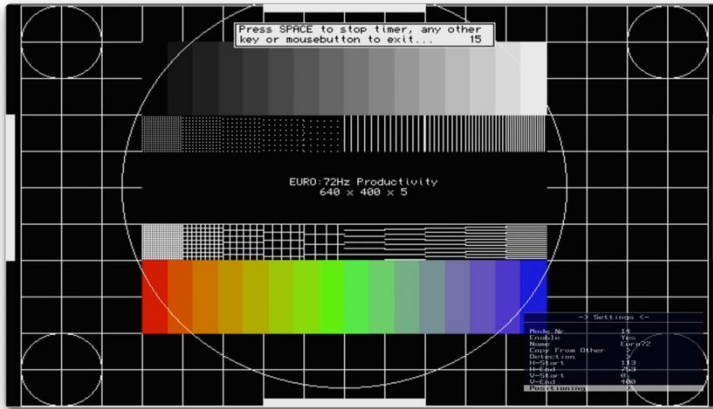 Press SPACE to stop timer, any other
key or mousebutton to exit... 15
EURO:72Hz Productivity
640 x 400 x 5
-> Settings <-
Mode Nr 14
Enable Yes
Name Euro72
Copy From Other
Detection
H-Start 113
H-End 753
V-Start 0
V-End 400
Positioning